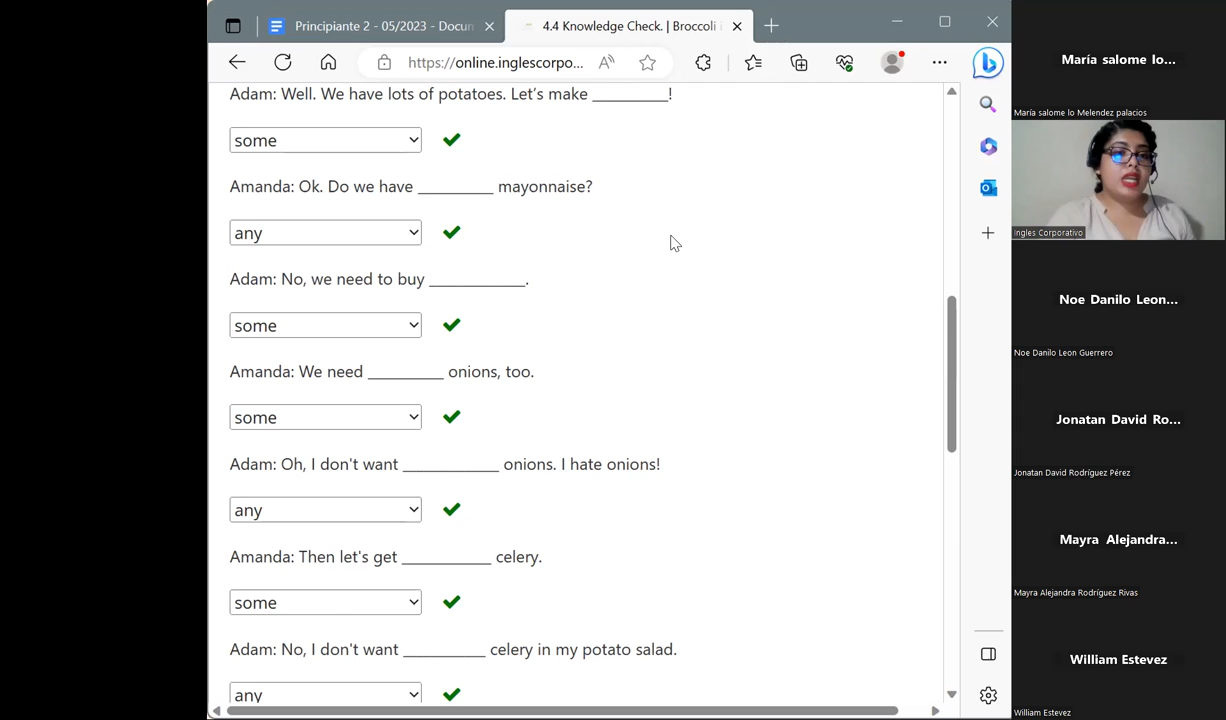 Principiante 2 - 05/2023 - Docum
4.4 Knowledge Check. | Broccoli i
https://online.inglescorpo...
Adam: Well. We have lots of potatoes. Let's make ________!
some
Amanda: Ok. Do we have ________ mayonnaise?
any
Adam: No, we need to buy __________.
some
Amanda: We need ________ onions, too.
some
Adam: Oh, I don't want __________ onions. I hate onions!
any
Amanda: Then let's get _________ celery.
some
Adam: No, I don't want ________ celery in my potato salad.
any
María salome lo...
María salome lo Melendez palacios
Ingles Corporativo
Noe Danilo Leon...
Noe Danilo Leon Guerrero
Jonatan David Ro...
Jonatan David Rodríguez Pérez
Mayra Alejandra...
Mayra Alejandra Rodríguez Rivas
William Estevez
William Estevez